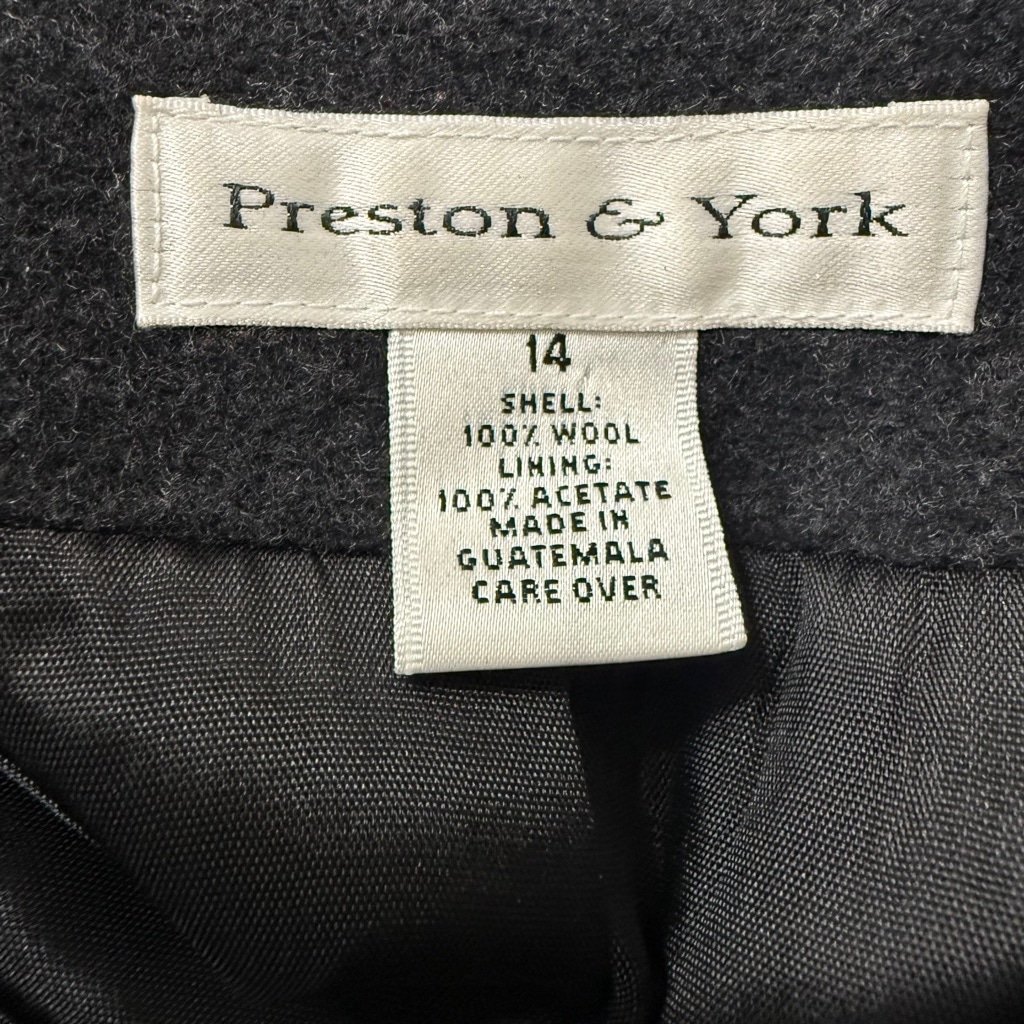 Preston & York
14
SHELL:
100% WOOL
LINING:
100% ACETATE
MADE IN
GUATEMALA
CARE OVER